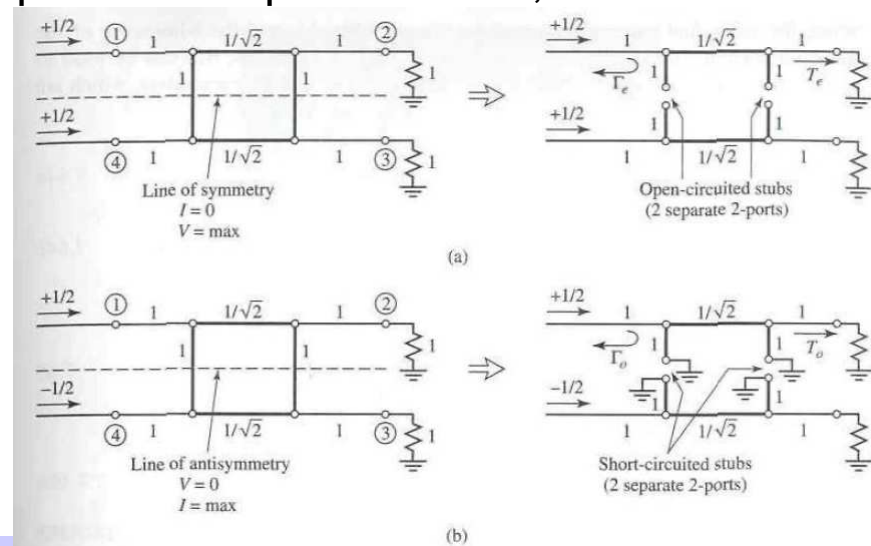 +1/2 ① 1 1/√2 1 ② 1
1 1
+1/2 ④ 1 1/√2 1 ③ 1
Line of symmetry
I = 0
V = max
⇒
+1/2 1 1/√2 1
Γe 1 1 Te 1
1 1
+1/2 1 1/√2 1 1
Open-circuited stubs
(2 separate 2-ports)
(a)
+1/2 ① 1 1/√2 1 ② 1
1 1
−1/2 ④ 1 1/√2 1 ③ 1
Line of antisymmetry
V = 0
I = max
⇒
+1/2 1 1/√2 1
Γo 1 1 To 1
1 1
−1/2 1 1/√2 1 1
Short-circuited stubs
(2 separate 2-ports)
(b)